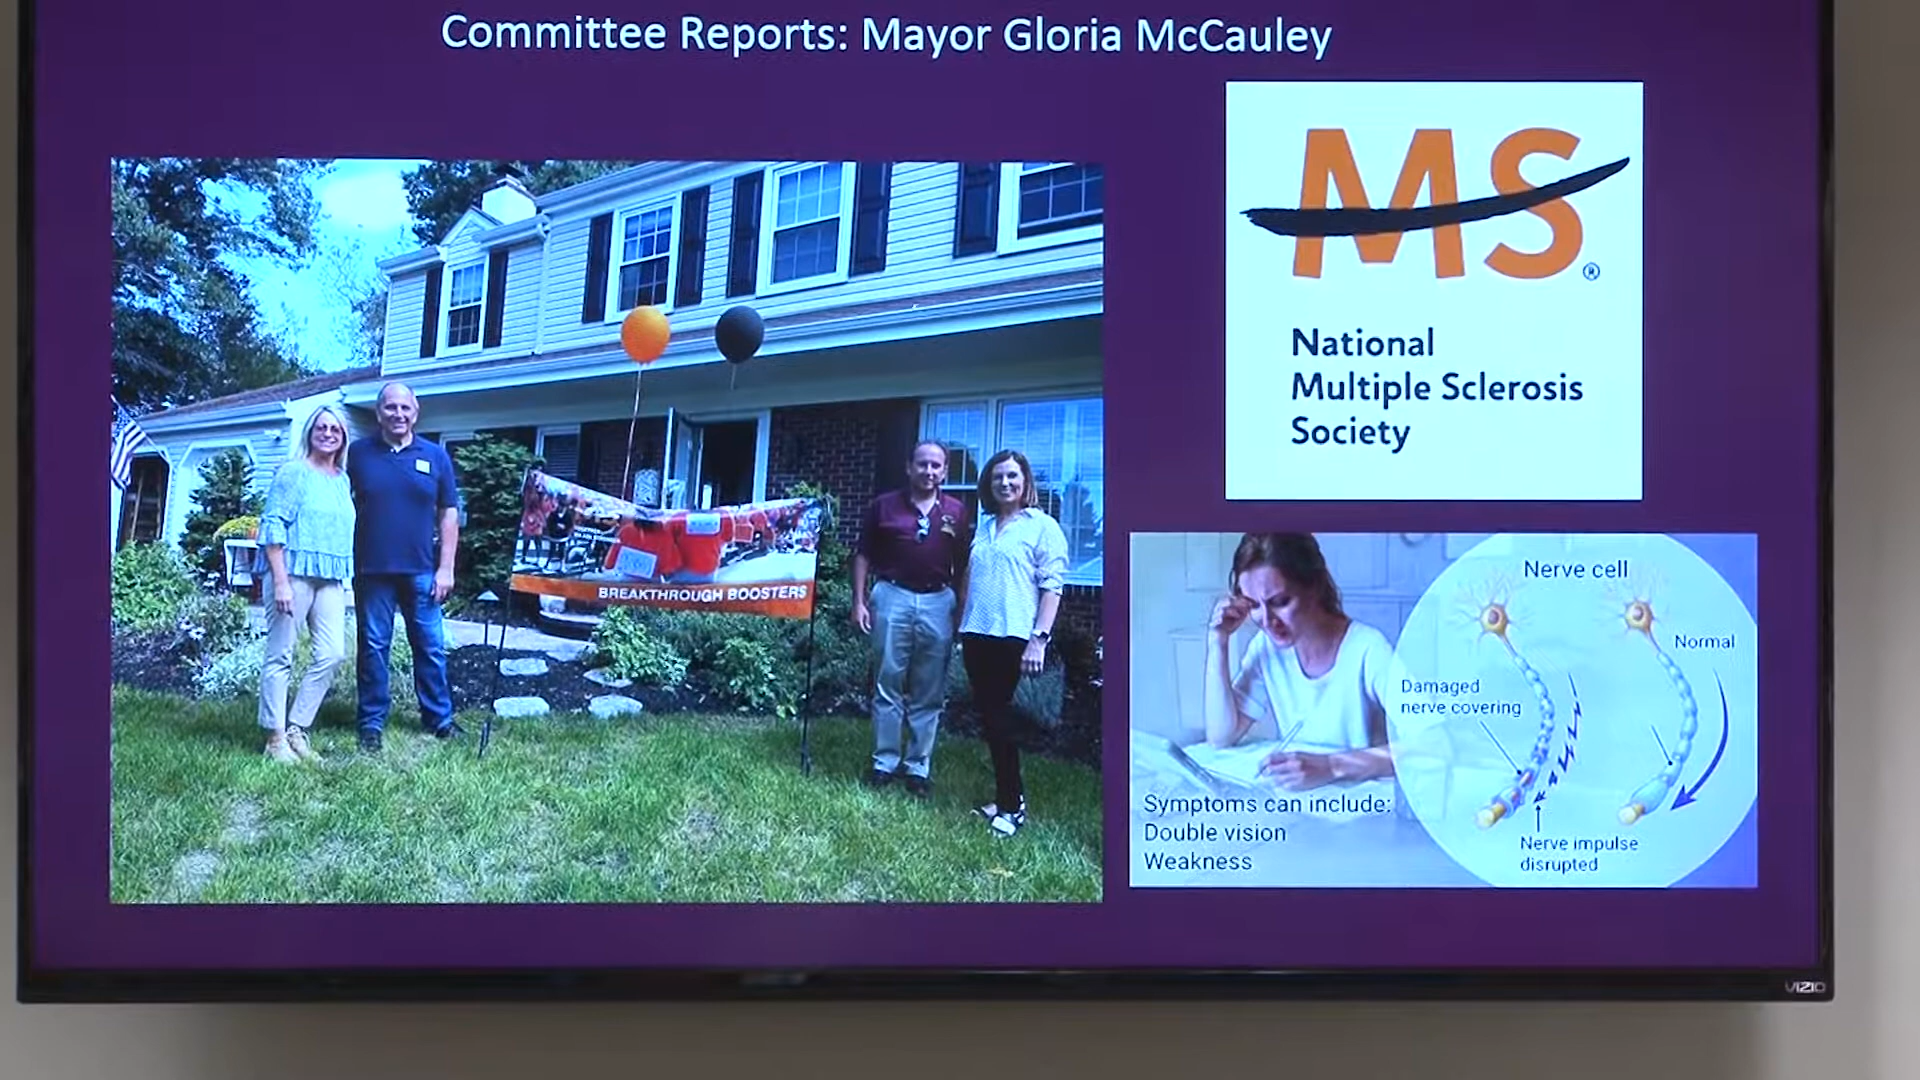 Committee Reports: Mayor Gloria McCauley
MS®
National
Multiple Sclerosis
Society
BREAKTHROUGH BOOSTERS
Nerve cell
Normal
Damaged
nerve covering
Symptoms can include:
Double vision
Weakness
Nerve impulse
disrupted
VIZIO